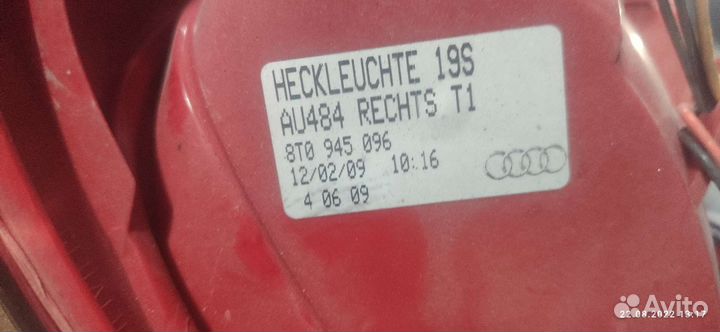 HECKLEUCHTE 19S
AU484 RECHTS T1
8T0 945 096
12/02/09 10:16
4 06 09
22.08.2022 13:17
Avito